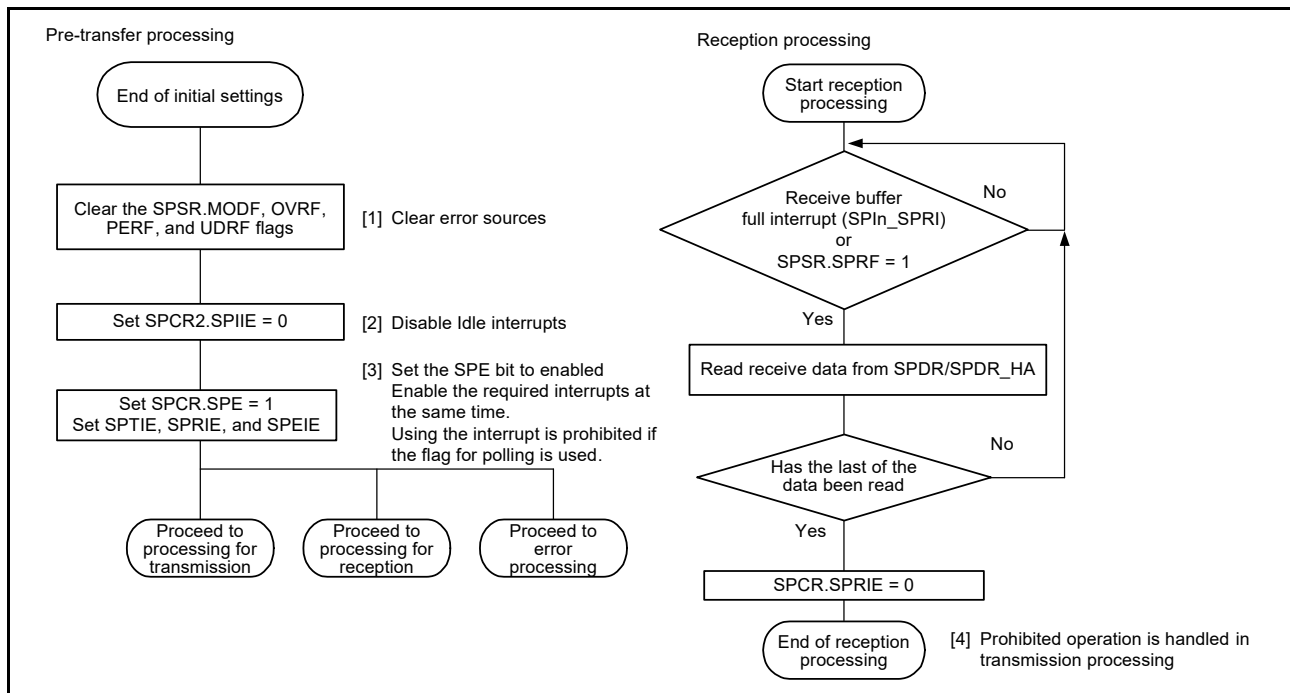 Pre-transfer processing
End of initial settings
Clear the SPSR.MODF, OVRF,
PERF, and UDRF flags
[1] Clear error sources
Set SPCR2.SPIIE = 0
[2] Disable Idle interrupts
Set SPCR.SPE = 1
Set SPTIE, SPRIE, and SPEIE
[3] Set the SPE bit to enabled
Enable the required interrupts at
the same time.
Using the interrupt is prohibited if
the flag for polling is used.
Proceed to
processing for
transmission
Proceed to
processing for
reception
Proceed to
error
processing
Reception processing
Start reception
processing
Receive buffer
full interrupt (SPIn_SPRI)
or
SPSR.SPRF = 1
No
Yes
Read receive data from SPDR/SPDR_HA
Has the last of the
data been read
No
Yes
SPCR.SPRIE = 0
End of reception
processing
[4] Prohibited operation is handled in
transmission processing